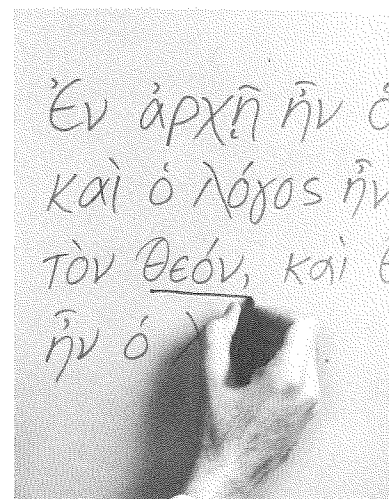 Ἐν ἀρχῇ ἦν ὁ
καὶ ὁ λόγος ἦν
τὸν θεόν, καὶ
ἦν ὁ